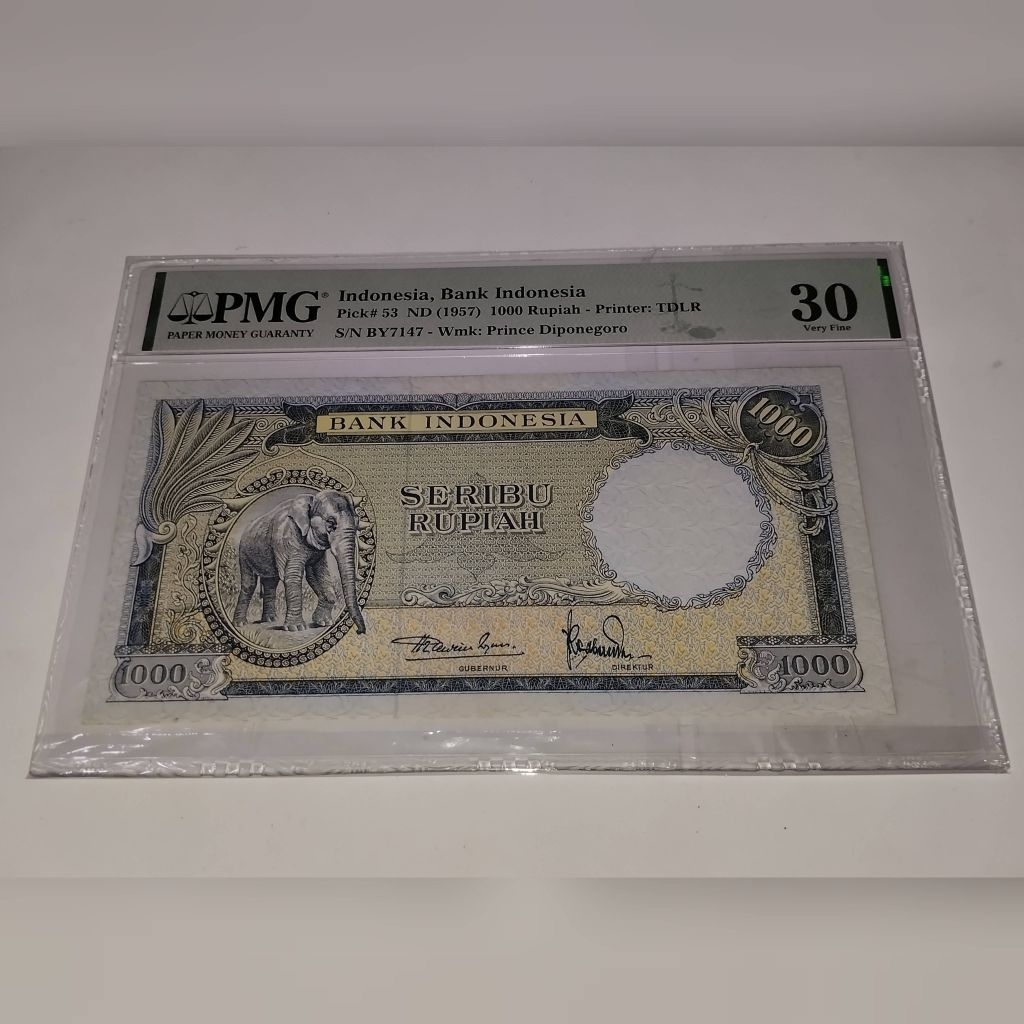 PMG®
PAPER MONEY GUARANTY
Indonesia, Bank Indonesia
Pick# 53 ND (1957) 1000 Rupiah - Printer: TDLR
S/N BY7147 - Wmk: Prince Diponegoro
30
Very Fine
BANK INDONESIA
1000
SERIBU
RUPIAH
GUBERNUR
DIREKTUR
1000
1000